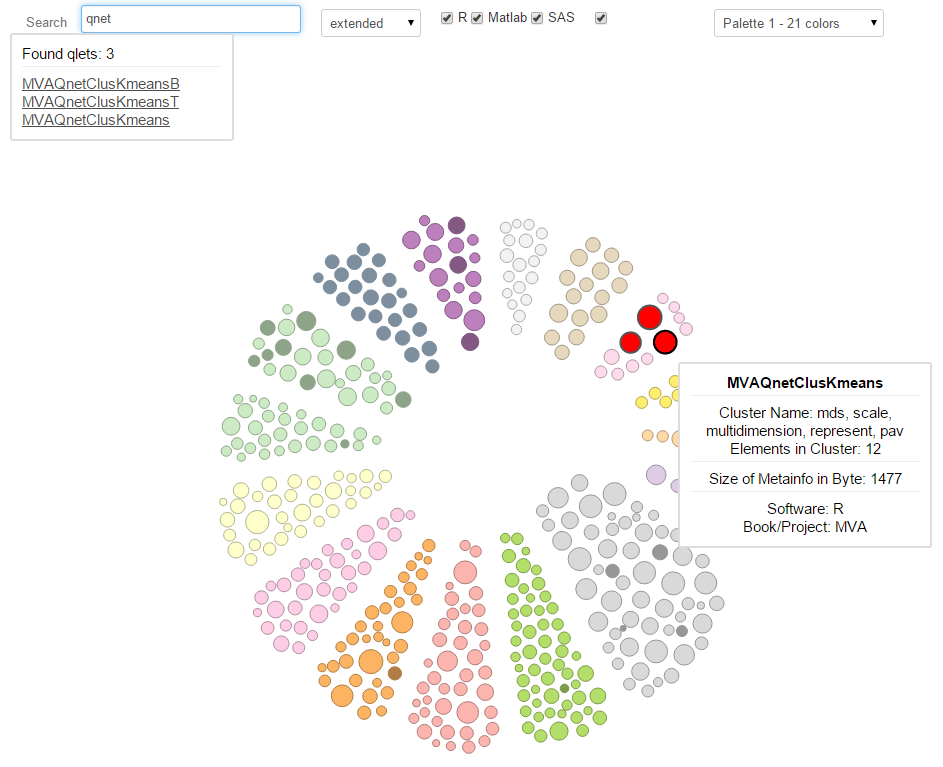 Search qnet extended R Matlab SAS Palette 1 - 21 colors
Found qlets: 3
MVAQnetClusKmeansB
MVAQnetClusKmeansT
MVAQnetClusKmeans
MVAQnetClusKmeans
Cluster Name: mds, scale,
multidimension, represent, pav
Elements in Cluster: 12
Size of Metainfo in Byte: 1477
Software: R
Book/Project: MVA